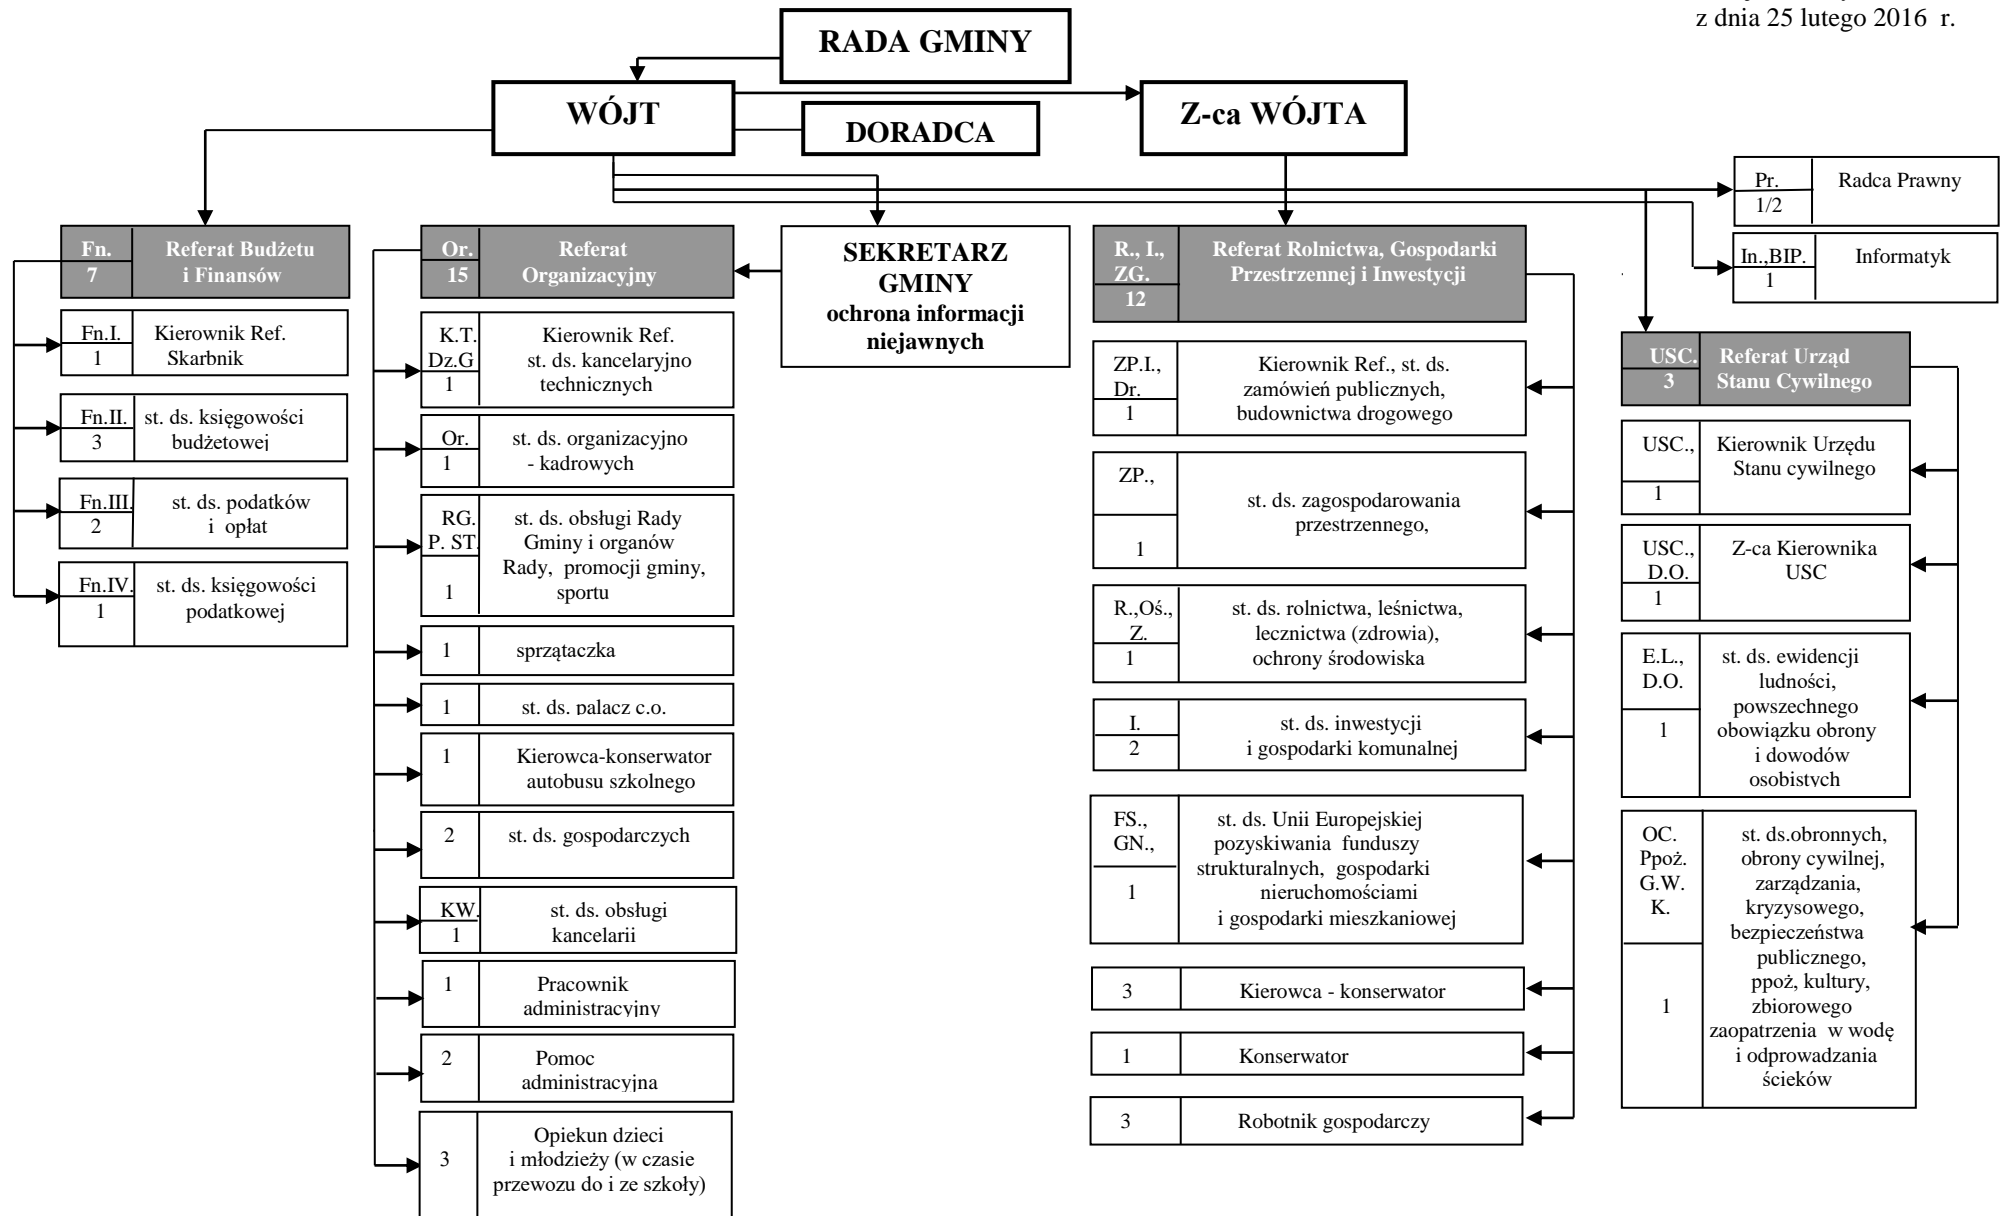 z dnia 25 lutego 2016 r.
RADA GMINY
WÓJT
DORADCA
Z-ca WÓJTA
Pr.
1/2
Radca Prawny
In.,BIP.
1
Informatyk
Fn.
7
Referat Budżetu
i Finansów
Fn.I.
1
Kierownik Ref.
Skarbnik
Fn.II.
3
st. ds. księgowości
budżetowej
Fn.III.
2
st. ds. podatków
i opłat
Fn.IV.
1
st. ds. księgowości
podatkowej
Or.
15
Referat
Organizacyjny
K.T.
Dz.G
1
Kierownik Ref.
st. ds. kancelaryjno
technicznych
Or.
1
st. ds. organizacyjno
- kadrowych
RG.
P. ST.
1
st. ds. obsługi Rady
Gminy i organów
Rady, promocji gminy,
sportu
1
sprzątaczka
1
st. ds. palacz c.o.
1
Kierowca-konserwator
autobusu szkolnego
2
st. ds. gospodarczych
KW.
1
st. ds. obsługi
kancelarii
1
Pracownik
administracyjny
2
Pomoc
administracyjna
3
Opiekun dzieci
i młodzieży (w czasie
przewozu do i ze szkoły)
SEKRETARZ
GMINY
ochrona informacji
niejawnych
R., I.,
ZG.
12
Referat Rolnictwa, Gospodarki
Przestrzennej i Inwestycji
ZP.I.,
Dr.
1
Kierownik Ref., st. ds.
zamówień publicznych,
budownictwa drogowego
ZP.,
1
st. ds. zagospodarowania
przestrzennego,
R.,Oś.,
Z.
1
st. ds. rolnictwa, leśnictwa,
lecznictwa (zdrowia),
ochrony środowiska
I.
2
st. ds. inwestycji
i gospodarki komunalnej
FS.,
GN.,
1
st. ds. Unii Europejskiej
pozyskiwania funduszy
strukturalnych, gospodarki
nieruchomościami
i gospodarki mieszkaniowej
3
Kierowca - konserwator
1
Konserwator
3
Robotnik gospodarczy
USC.
3
Referat Urząd
Stanu Cywilnego
USC.,
1
Kierownik Urzędu
Stanu cywilnego
USC.,
D.O.
1
Z-ca Kierownika
USC
E.L.,
D.O.
1
st. ds. ewidencji
ludności,
powszechnego
obowiązku obrony
i dowodów
osobistych
OC.
Ppoż.
G.W.
K.
1
st. ds.obronnych,
obrony cywilnej,
zarządzania,
kryzysowego,
bezpieczeństwa
publicznego,
ppoż, kultury,
zbiorowego
zaopatrzenia w wodę
i odprowadzania
ścieków